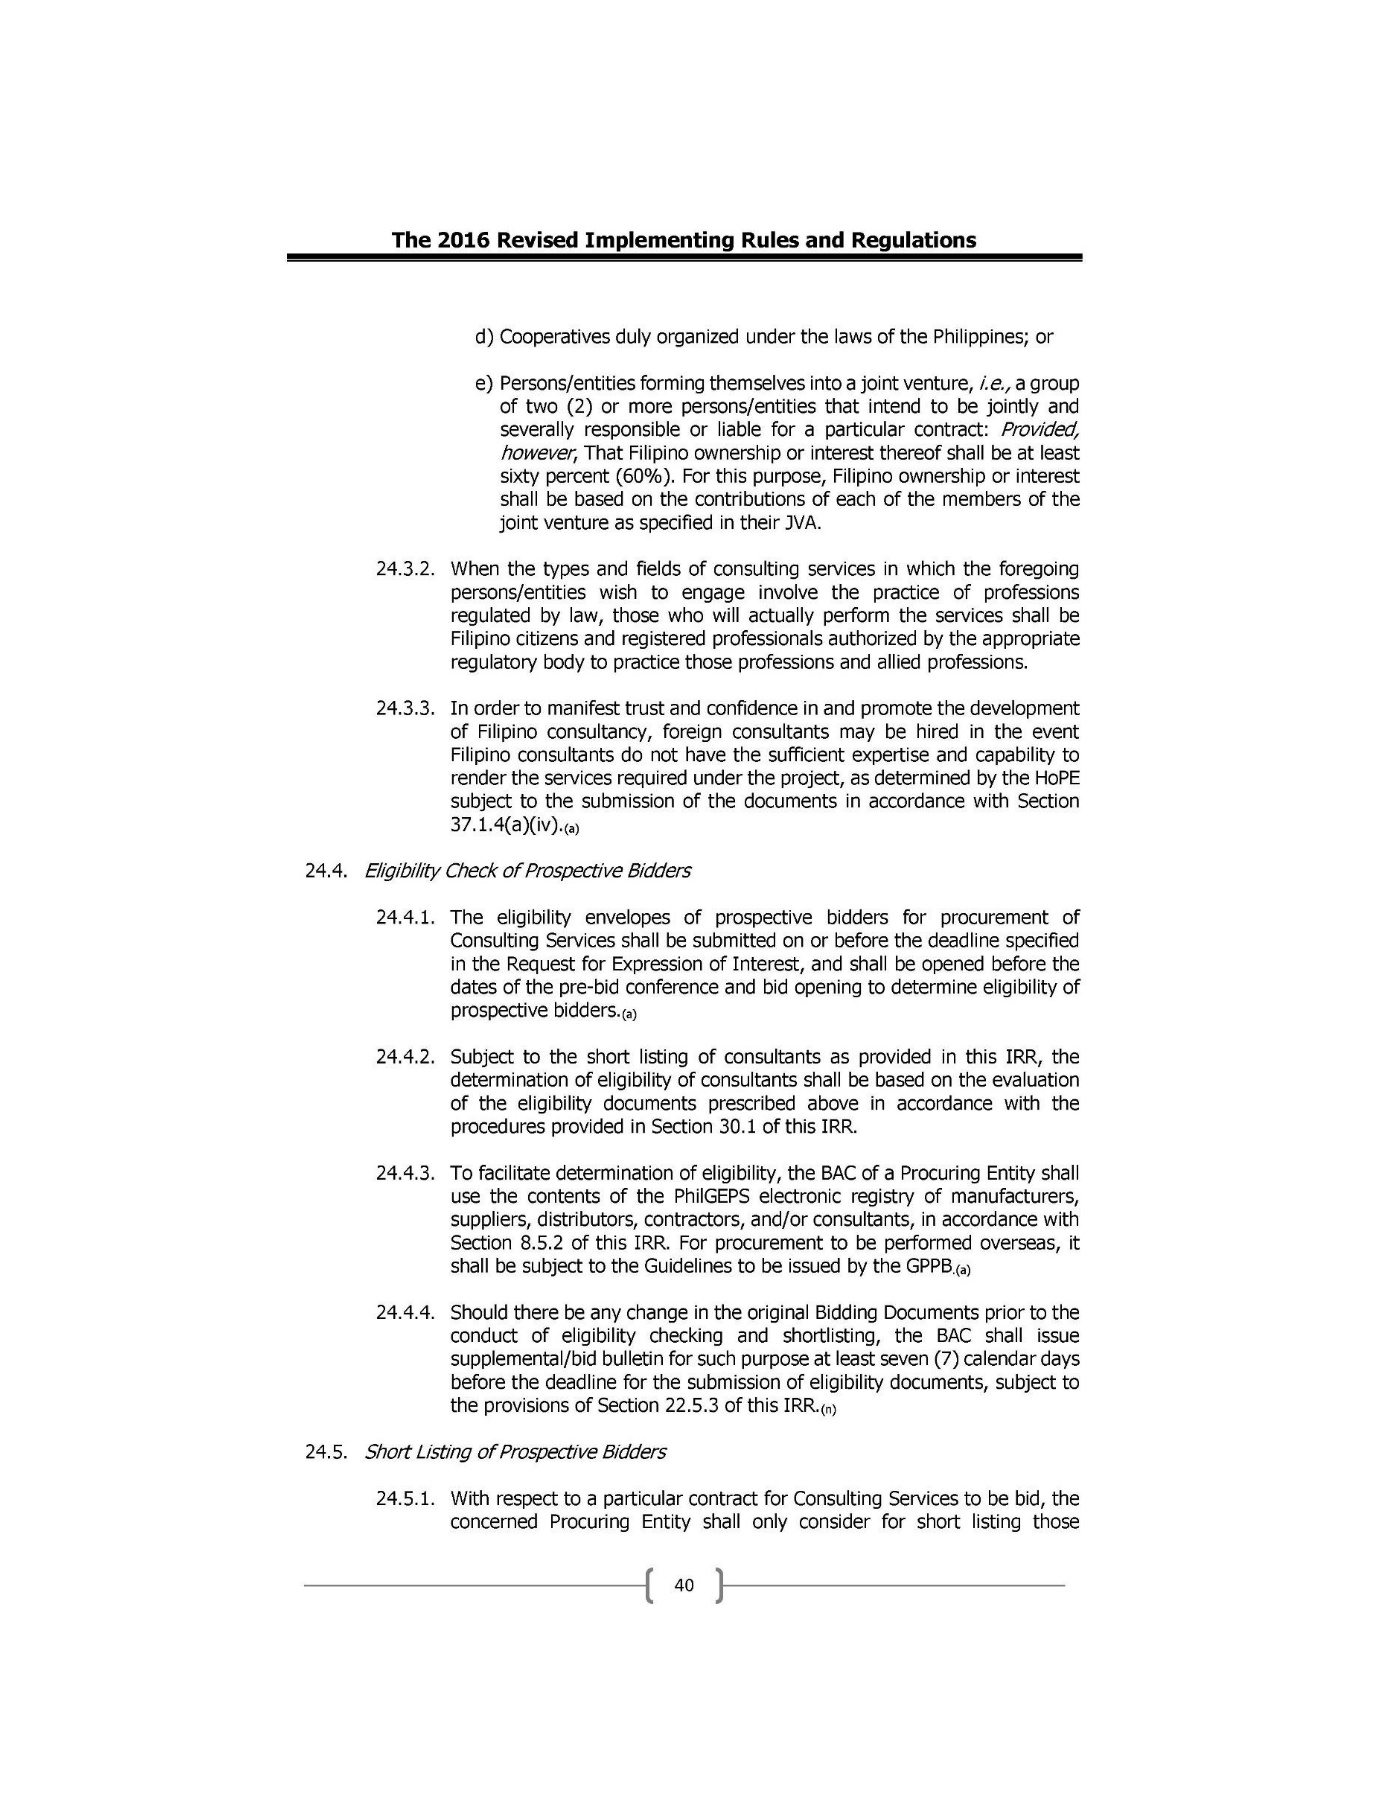 The 2016 Revised Implementing Rules and Regulations
d) Cooperatives duly organized under the laws of the Philippines; or
e) Persons/entities forming themselves into a joint venture, i.e., a group
of two (2) or more persons/entities that intend to be jointly and
severally responsible or liable for a particular contract: Provided,
however, That Filipino ownership or interest thereof shall be at least
sixty percent (60%). For this purpose, Filipino ownership or interest
shall be based on the contributions of each of the members of the
joint venture as specified in their JVA.
24.3.2. When the types and fields of consulting services in which the foregoing
persons/entities wish to engage involve the practice of professions
regulated by law, those who will actually perform the services shall be
Filipino citizens and registered professionals authorized by the appropriate
regulatory body to practice those professions and allied professions.
24.3.3. In order to manifest trust and confidence in and promote the development
of Filipino consultancy, foreign consultants may be hired in the event
Filipino consultants do not have the sufficient expertise and capability to
render the services required under the project, as determined by the HoPE
subject to the submission of the documents in accordance with Section
37.1.4(a)(iv).(a)
24.4. Eligibility Check of Prospective Bidders
24.4.1. The eligibility envelopes of prospective bidders for procurement of
Consulting Services shall be submitted on or before the deadline specified
in the Request for Expression of Interest, and shall be opened before the
dates of the pre-bid conference and bid opening to determine eligibility of
prospective bidders.(a)
24.4.2. Subject to the short listing of consultants as provided in this IRR, the
determination of eligibility of consultants shall be based on the evaluation
of the eligibility documents prescribed above in accordance with the
procedures provided in Section 30.1 of this IRR.
24.4.3. To facilitate determination of eligibility, the BAC of a Procuring Entity shall
use the contents of the PhilGEPS electronic registry of manufacturers,
suppliers, distributors, contractors, and/or consultants, in accordance with
Section 8.5.2 of this IRR. For procurement to be performed overseas, it
shall be subject to the Guidelines to be issued by the GPPB.(a)
24.4.4. Should there be any change in the original Bidding Documents prior to the
conduct of eligibility checking and shortlisting, the BAC shall issue
supplemental/bid bulletin for such purpose at least seven (7) calendar days
before the deadline for the submission of eligibility documents, subject to
the provisions of Section 22.5.3 of this IRR.(n)
24.5. Short Listing of Prospective Bidders
24.5.1. With respect to a particular contract for Consulting Services to be bid, the
concerned Procuring Entity shall only consider for short listing those
40